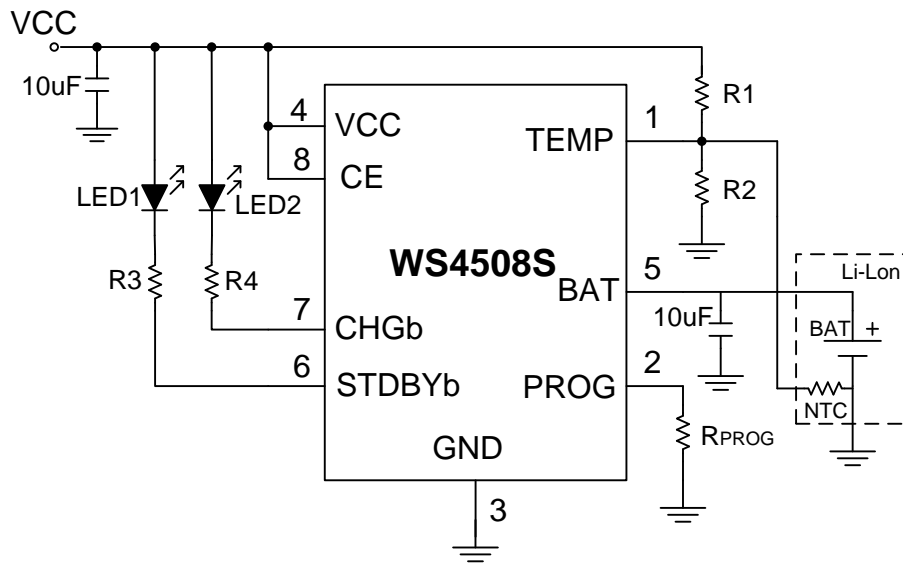 VCC
10uF
R1
4
VCC
1
TEMP
8
CE
R2
LED1
LED2
WS4508S
5
Li-Lon
R3
R4
BAT
10uF
BAT
+
7
CHGb
6
STDBYb
2
PROG
NTC
RPROG
GND
3